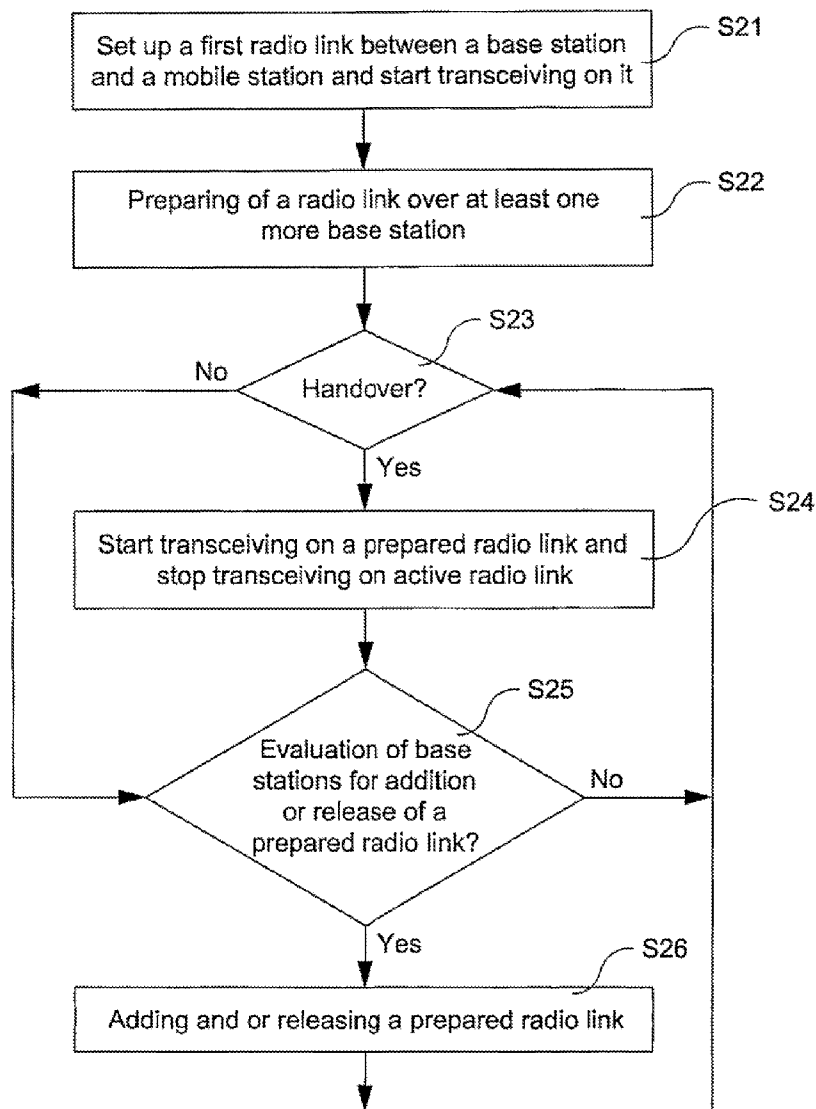 Set up a first radio link between a base station
and a mobile station and start transceiving on it
S21
Preparing of a radio link over at least one
more base station
S22
S23
No
Handover?
Yes
S24
Start transceiving on a prepared radio link and
stop transceiving on active radio link
S25
Evaluation of base
stations for addition
or release of a
prepared radio link?
No
Yes
S26
Adding and or releasing a prepared radio link